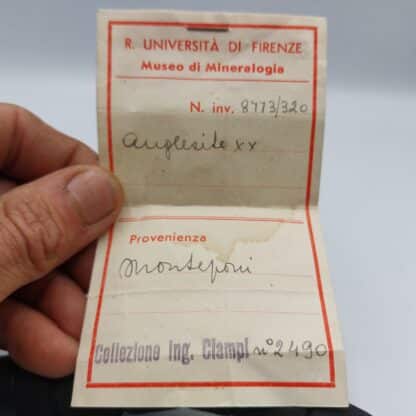 R. UNIVERSITÀ DI FIRENZE
Museo di Mineralogia
N. inv. 8773/320
Anglesite xx
Provenienza
Monteponi
Collezione Ing. Ciampi n° 2490